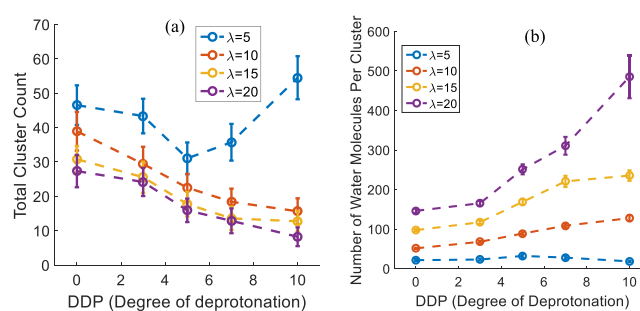 (a)
λ=5
λ=10
λ=15
λ=20
Total Cluster Count
70
60
50
40
30
20
10
0
0 2 4 6 8 10
DDP (Degree of deprotonation)
(b)
λ=5
λ=10
λ=15
λ=20
Number of Water Molecules Per Cluster
600
500
400
300
200
100
0
0 2 4 6 8 10
DDP (Degree of Deprotonation)